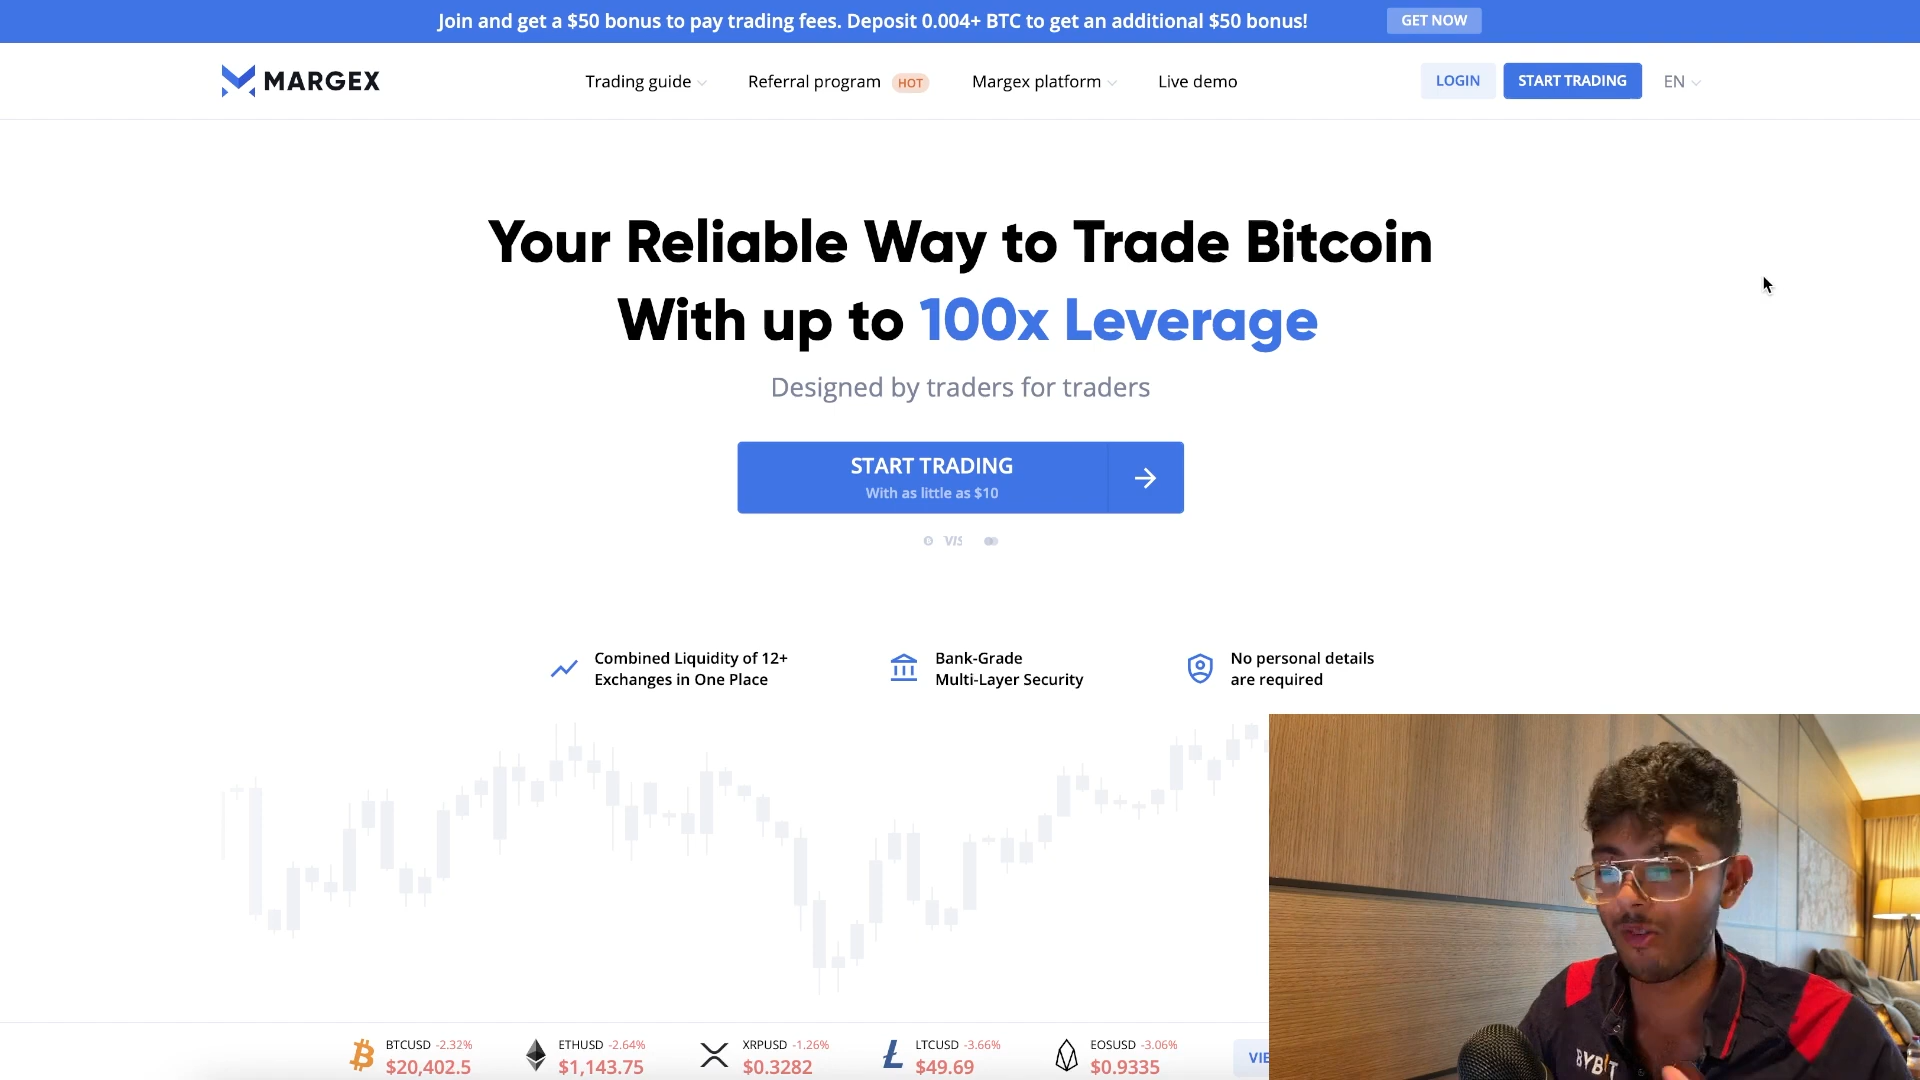 Join and get a $50 bonus to pay trading fees. Deposit 0.004+ BTC to get an additional $50 bonus!
GET NOW
MARGEX
Trading guide
Referral program HOT
Margex platform
Live demo
LOGIN
START TRADING
EN
Your Reliable Way to Trade Bitcoin
With up to 100x Leverage
Designed by traders for traders
START TRADING
With as little as $10
Combined Liquidity of 12+
Exchanges in One Place
Bank-Grade
Multi-Layer Security
No personal details
are required
BTCUSD -2.32%
$20,402.5
ETHUSD -2.64%
$1,143.75
XRPUSD -1.26%
$0.3282
LTCUSD -3.66%
$49.69
EOSUSD -3.06%
$0.9335
BYBIT